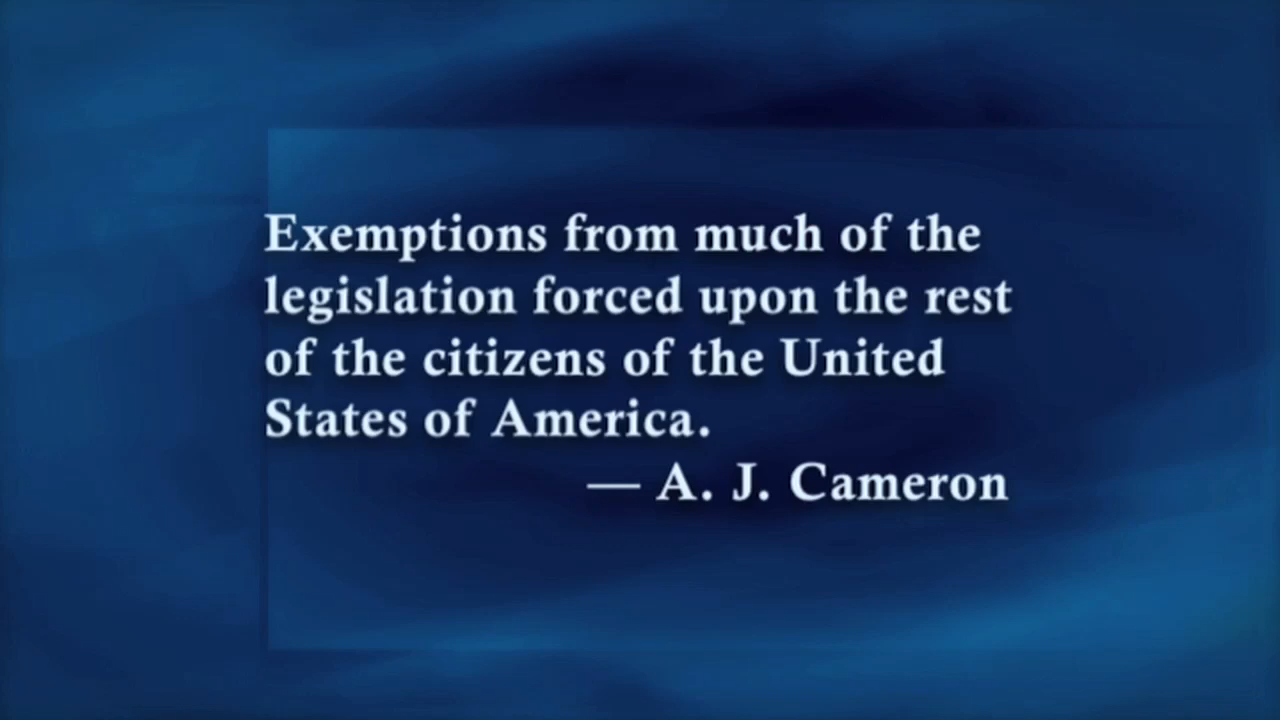 Exemptions from much of the
legislation forced upon the rest
of the citizens of the United
States of America.
— A. J. Cameron